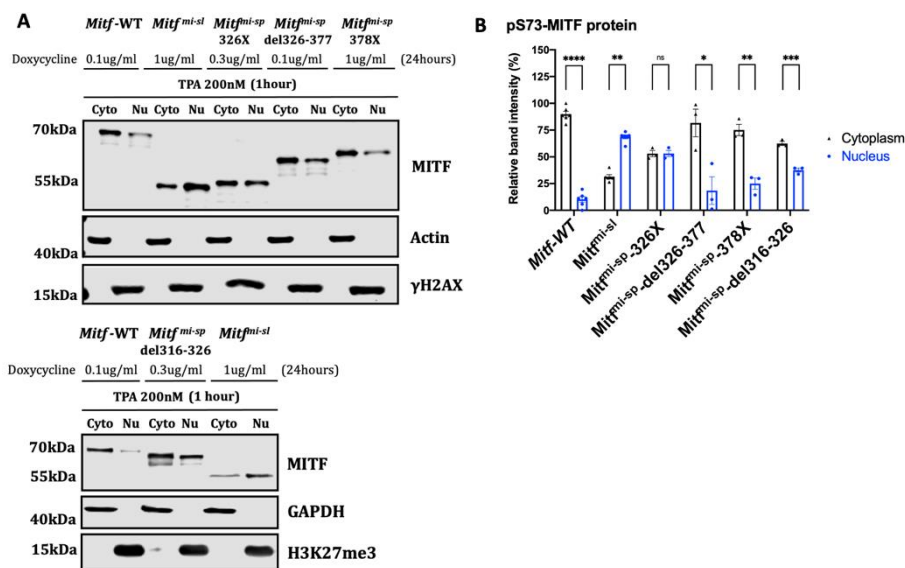 A
Mitf-WT Mitf mi-sl Mitf mi-sp 326X Mitf mi-sp del326-377 Mitf mi-sp 378X
Doxycycline 0.1ug/ml 1ug/ml 0.3ug/ml 0.1ug/ml 1ug/ml (24hours)
TPA 200nM (1hour)
Cyto Nu Cyto Nu Cyto Nu Cyto Nu Cyto Nu
70kDa
55kDa
MITF
Actin
40kDa
γH2AX
15kDa
Mitf-WT Mitf mi-sp del316-326 Mitf mi-sl
Doxycycline 0.1ug/ml 0.3ug/ml 1ug/ml (24hours)
TPA 200nM (1 hour)
Cyto Nu Cyto Nu Cyto Nu
70kDa
MITF
55kDa
GAPDH
40kDa
15kDa
H3K27me3
B
pS73-MITF protein
**** ** ns * ** ***
Relative band intensity (%)
150
125
100
75
50
25
0
Cytoplasm
Nucleus
Mitf-WT
Mitf mi-sl
Mitf mi-sp-326X
Mitf mi-sp-del326-377
Mitf mi-sp-378X
Mitf mi-sp-del316-326